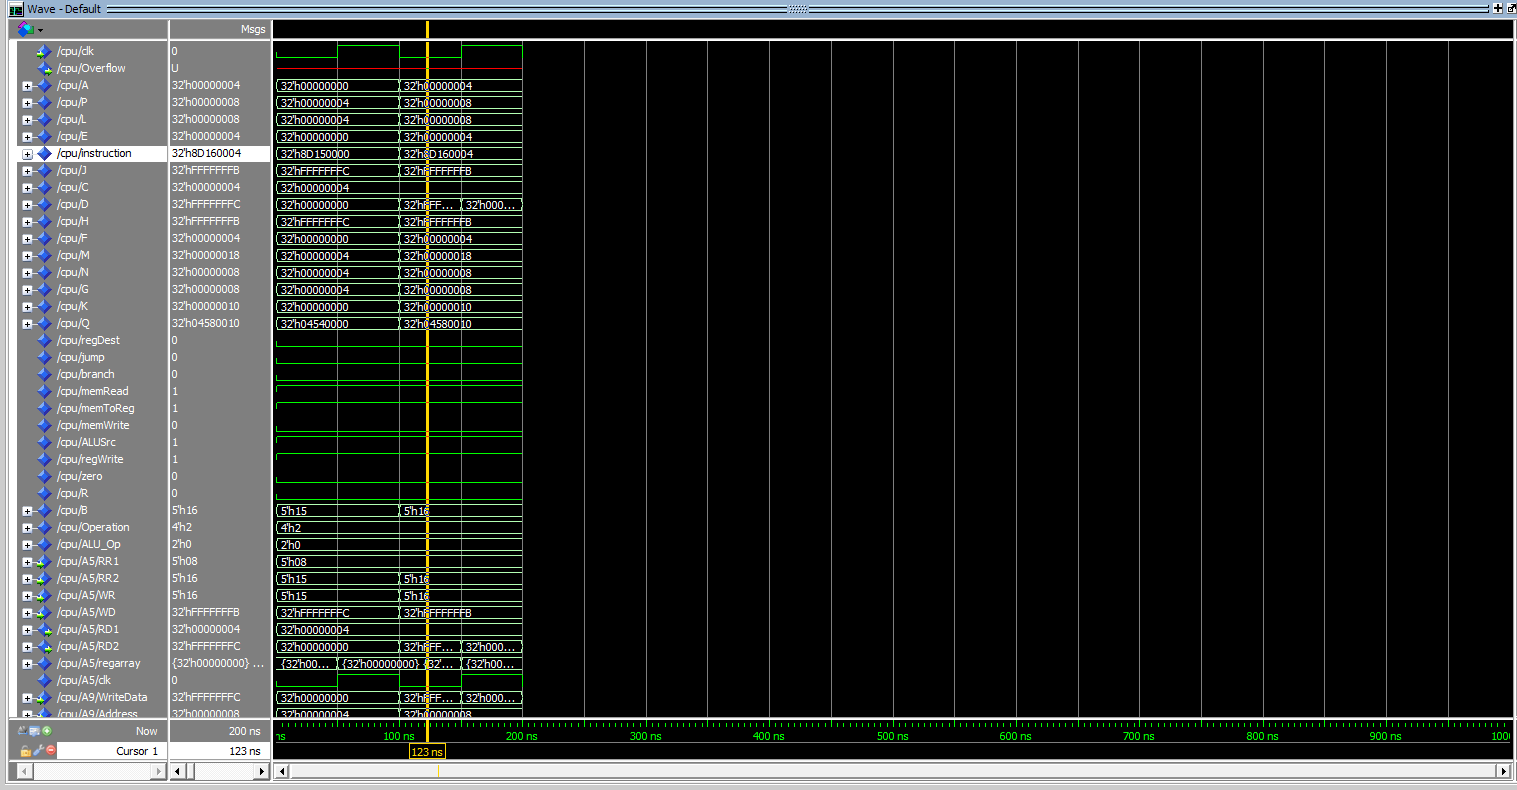 Wave - Default
Msgs
/cpu/clk 0
/cpu/Overflow U
/cpu/A 32'h00000004 32'h00000000 32'h00000004
/cpu/P 32'h00000008 32'h00000004 32'h00000008
/cpu/L 32'h00000008 32'h00000004 32'h00000008
/cpu/E 32'h00000004 32'h00000000 32'h00000004
/cpu/instruction 32'h8D160004 32'h8D150000 32'h8D160004
/cpu/J 32'hFFFFFFFB 32'hFFFFFFFC 32'hFFFFFFFB
/cpu/C 32'h00000004 32'h00000004
/cpu/D 32'hFFFFFFFC 32'h00000000 32'hFFF... 32'h000...
/cpu/H 32'hFFFFFFFB 32'hFFFFFFFC 32'hFFFFFFFB
/cpu/F 32'h00000004 32'h00000000 32'h00000004
/cpu/M 32'h00000018 32'h00000004 32'h00000018
/cpu/N 32'h00000008 32'h00000004 32'h00000008
/cpu/G 32'h00000008 32'h00000004 32'h00000008
/cpu/K 32'h00000010 32'h00000000 32'h00000010
/cpu/Q 32'h04580010 32'h04540000 32'h04580010
/cpu/regDest 0
/cpu/jump 0
/cpu/branch 0
/cpu/memRead 1
/cpu/memToReg 1
/cpu/memWrite 0
/cpu/ALUSrc 1
/cpu/regWrite 1
/cpu/zero 0
/cpu/R 0
/cpu/B 5'h16 5'h15 5'h16
/cpu/Operation 4'h2 4'h2
/cpu/ALU_Op 2'h0 2'h0
/cpu/A5/RR1 5'h08 5'h08
/cpu/A5/RR2 5'h16 5'h15 5'h16
/cpu/A5/WR 5'h16 5'h15 5'h16
/cpu/A5/WD 32'hFFFFFFFB 32'hFFFFFFFC 32'hFFFFFFFB
/cpu/A5/RD1 32'h00000004 32'h00000004
/cpu/A5/RD2 32'hFFFFFFFC 32'h00000000 32'hFFF... 32'h000...
/cpu/A5/regarray {32'h00000000} ... {32'h00... {32'h00000000} {32'... {32'h00...
/cpu/A5/clk 0
/cpu/A9/WriteData 32'hFFFFFFFC 32'h00000000 32'hFFF... 32'h000...
/cpu/A9/Address 32'h00000008 32'h00000004 32'h00000008
Now 200 ns ns 100 ns 200 ns 300 ns 400 ns 500 ns 600 ns 700 ns 800 ns 900 ns 1000
Cursor 1 123 ns 123 ns